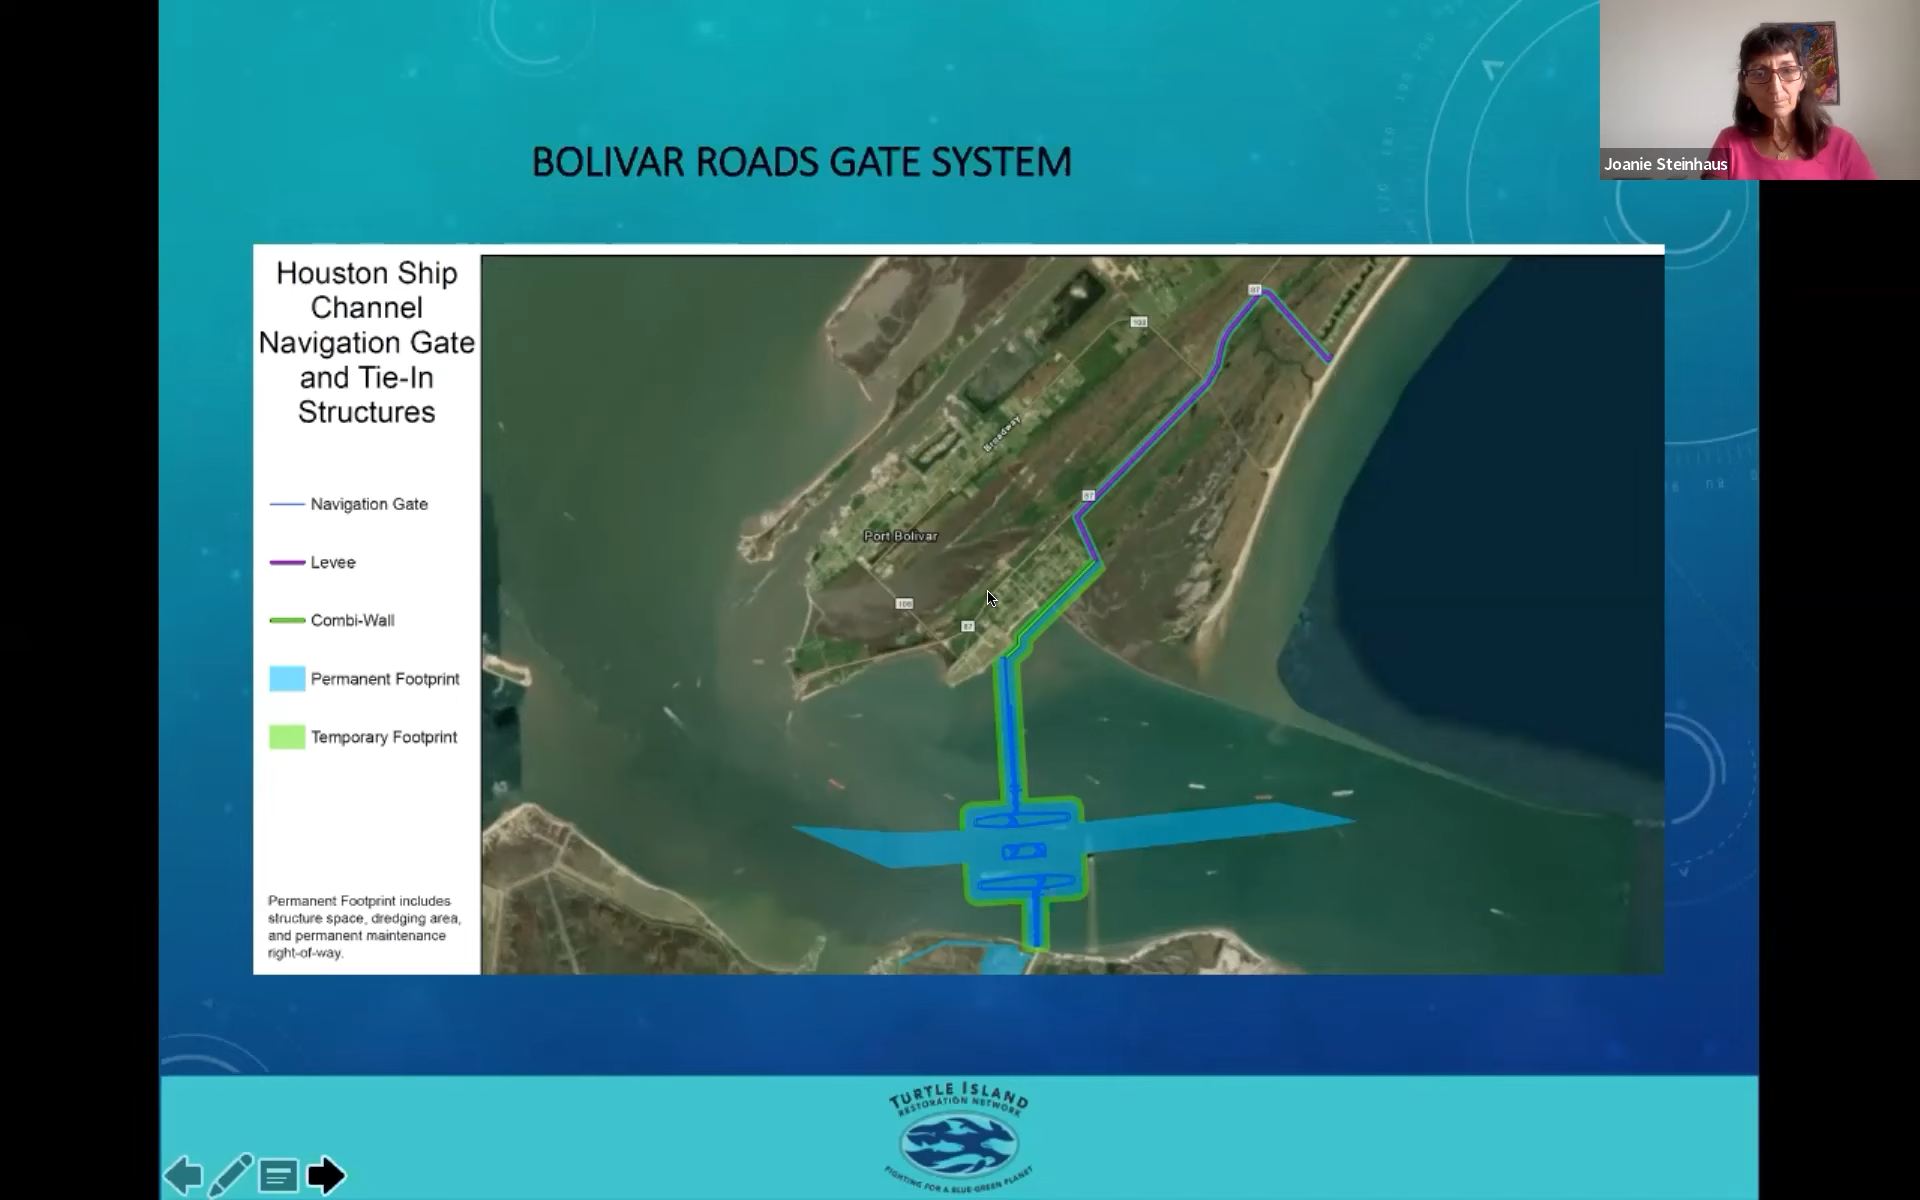 Joanie Steinhaus
BOLIVAR ROADS GATE SYSTEM
Houston Ship
Channel
Navigation Gate
and Tie-In
Structures
Navigation Gate
Levee
Combi-Wall
Permanent Footprint
Temporary Footprint
Permanent Footprint includes
structure space, dredging area,
and permanent maintenance
right-of-way.
87
108
Broadway
87
Port Bolivar
108
87
TURTLE ISLAND
RESTORATION NETWORK
FIGHTING FOR A BLUE-GREEN PLANET